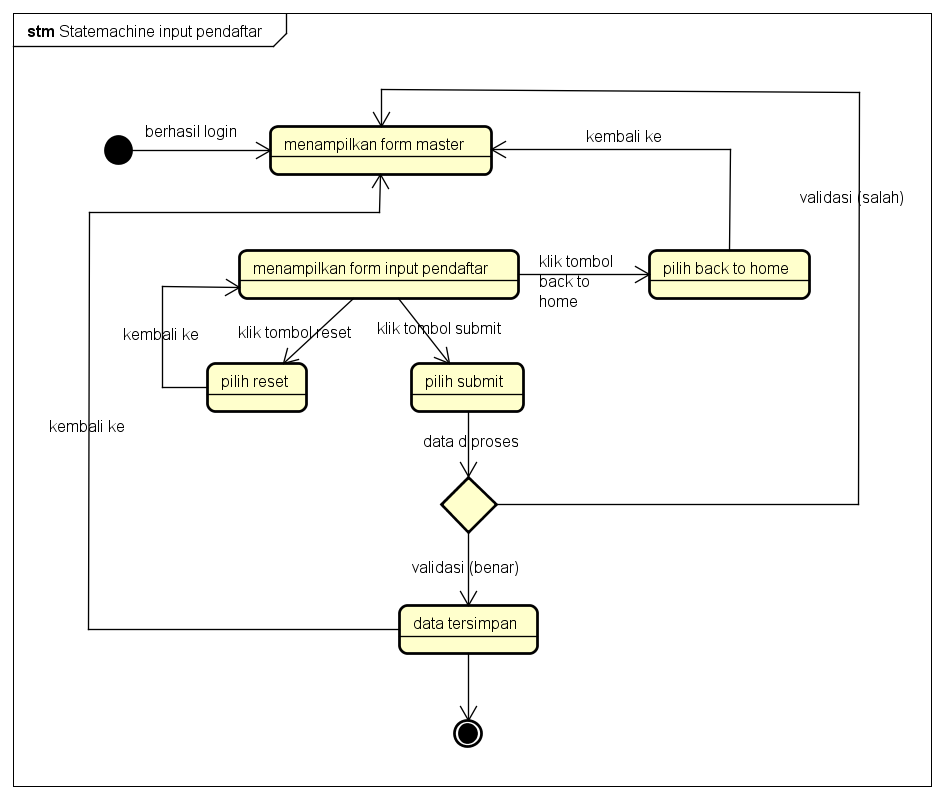 stm Statemachine input pendaftar
berhasil login
menampilkan form master
kembali ke
validasi (salah)
menampilkan form input pendaftar
klik tombol
back to
home
pilih back to home
kembali ke
klik tombol reset
klik tombol submit
pilih reset
pilih submit
kembali ke
data diproses
validasi (benar)
data tersimpan